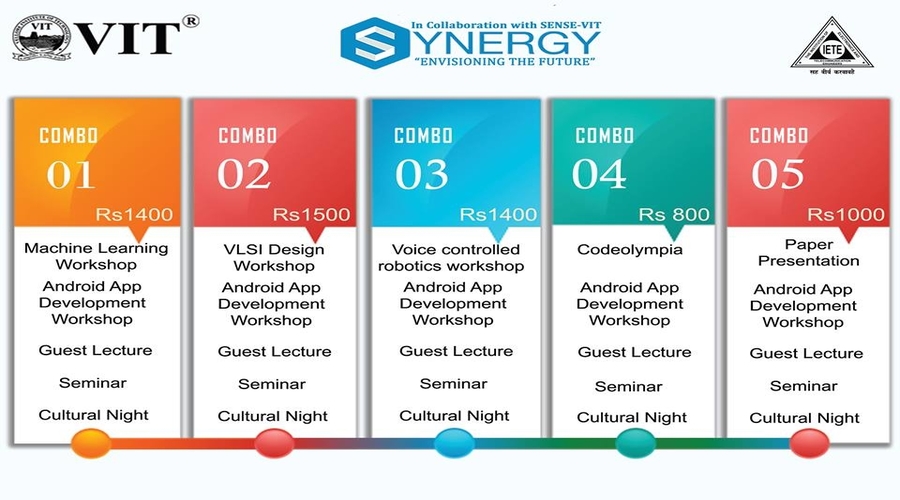 VIT
VIT®
In Collaboration with SENSE-VIT
SYNERGY
"ENVISIONING THE FUTURE"
IETE
COMBO
01
Rs1400
Machine Learning
Workshop
Android App
Development
Workshop
Guest Lecture
Seminar
Cultural Night
COMBO
02
Rs1500
VLSI Design
Workshop
Android App
Development
Workshop
Guest Lecture
Seminar
Cultural Night
COMBO
03
Rs1400
Voice controlled
robotics workshop
Android App
Development
Workshop
Guest Lecture
Seminar
Cultural Night
COMBO
04
Rs 800
Codeolympia
Android App
Development
Workshop
Guest Lecture
Seminar
Cultural Night
COMBO
05
Rs1000
Paper
Presentation
Android App
Development
Workshop
Guest Lecture
Seminar
Cultural Night